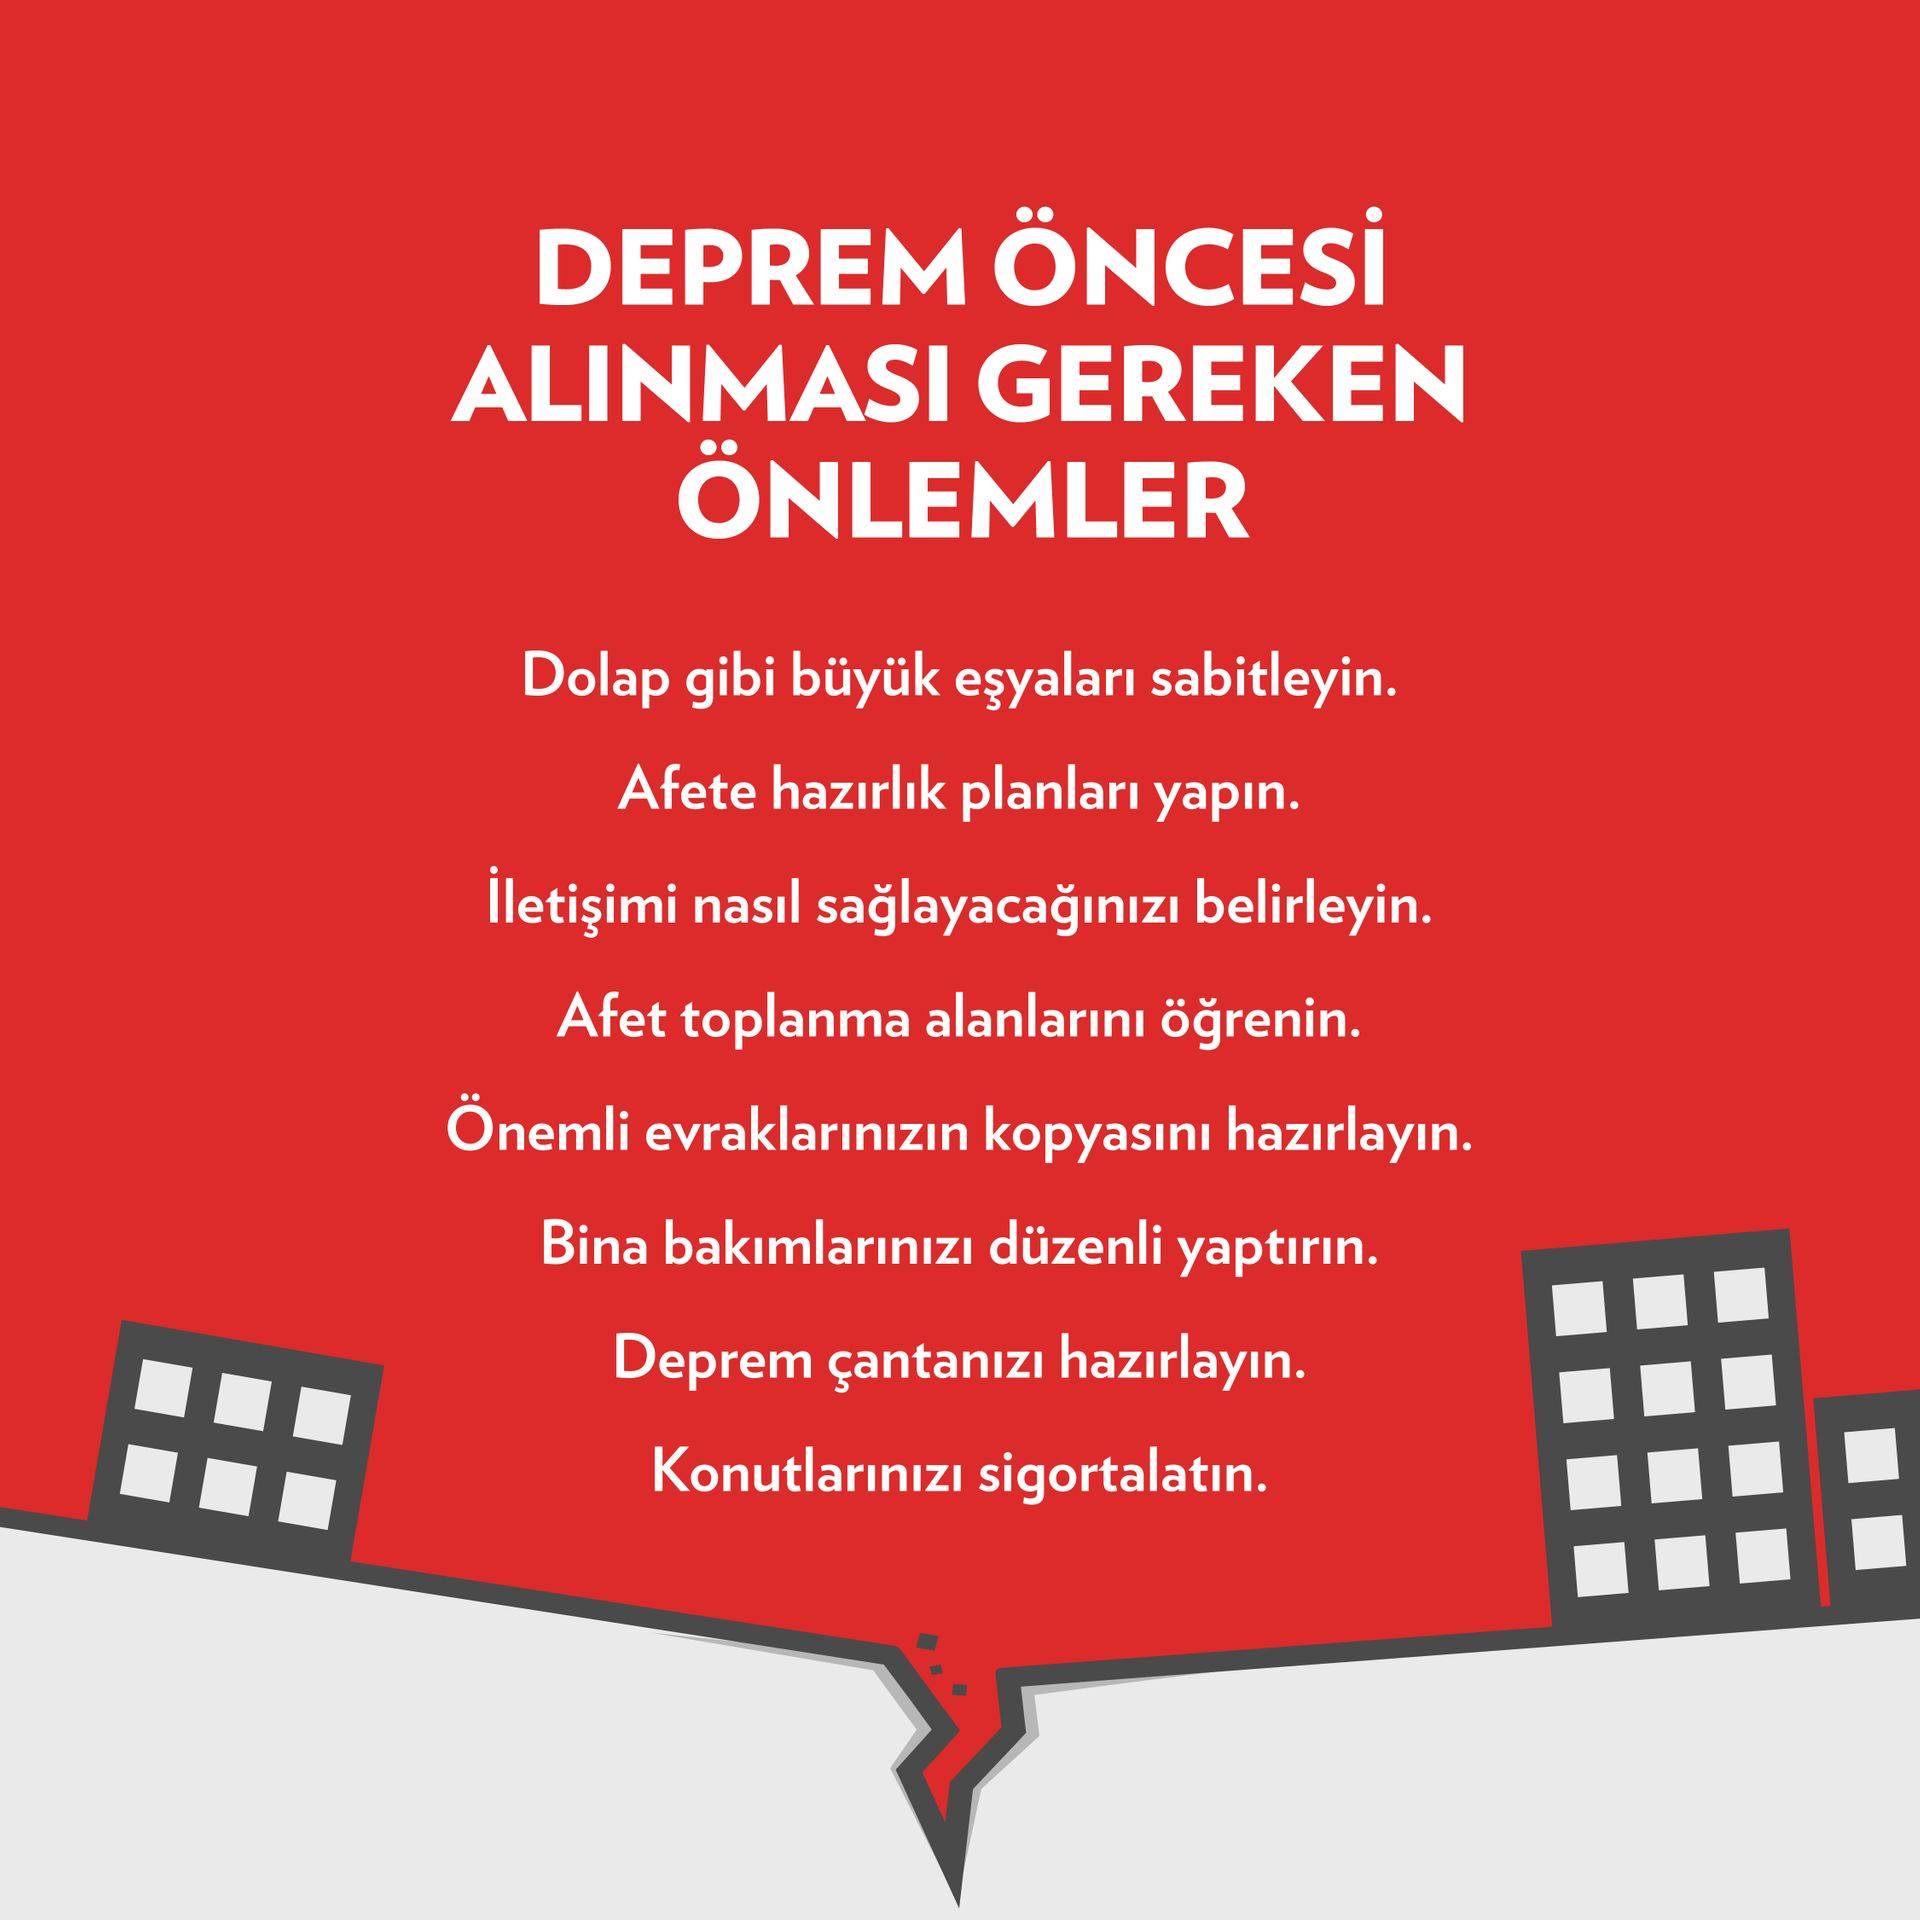 DEPREM ÖNCESİ
ALINMASI GEREKEN
ÖNLEMLER
Dolap gibi büyük eşyaları sabitleyin.
Afete hazırlık planları yapın.
İletişimi nasıl sağlayacağınızı belirleyin.
Afet toplanma alanlarını öğrenin.
Önemli evraklarınızın kopyasını hazırlayın.
Bina bakımlarınızı düzenli yaptırın.
Deprem çantanızı hazırlayın.
Konutlarınızı sigortalatın.